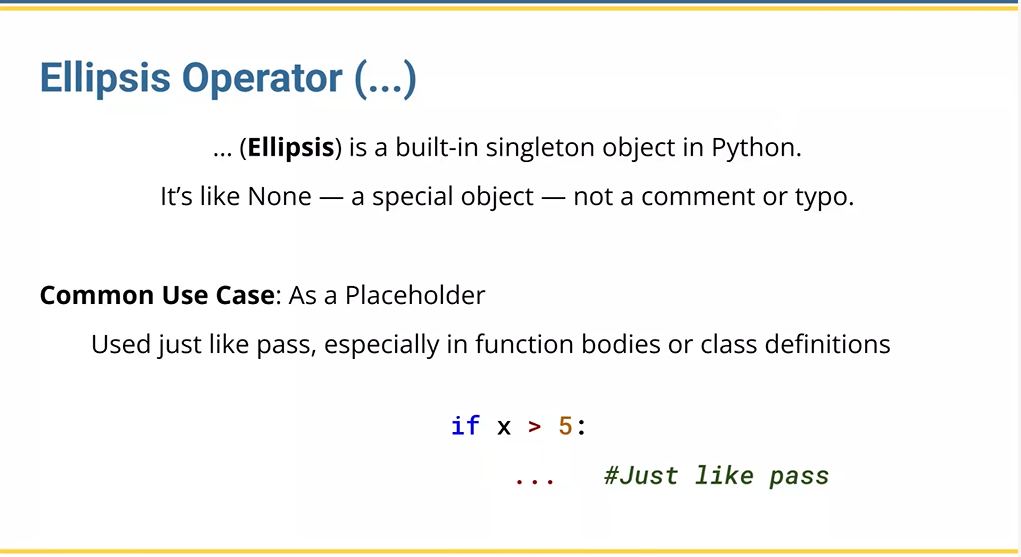 Ellipsis Operator (...)
... (Ellipsis) is a built-in singleton object in Python.
It’s like None — a special object — not a comment or typo.
Common Use Case: As a Placeholder
Used just like pass, especially in function bodies or class definitions
if x > 5:
... #Just like pass